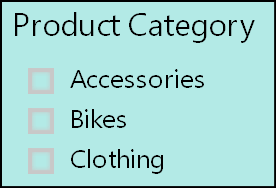 Product Category
Accessories
Bikes
Clothing